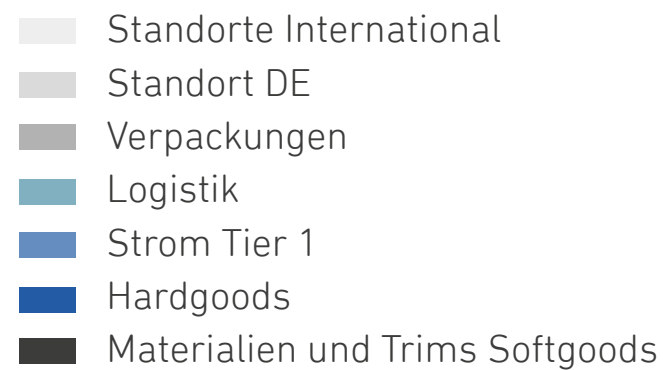 Standorte International
Standort DE
Verpackungen
Logistik
Strom Tier 1
Hardgoods
Materialien und Trims Softgoods